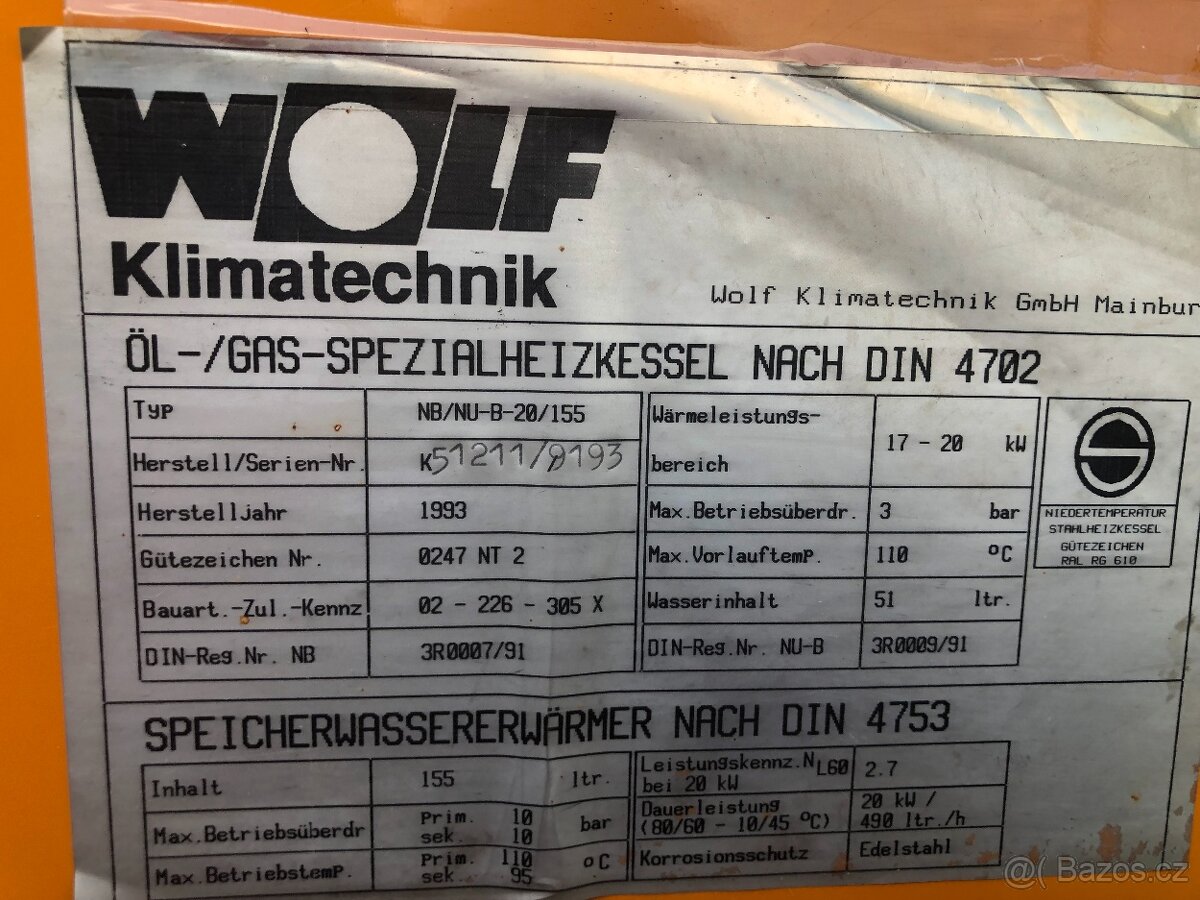 WOLF
Klimatechnik
Wolf Klimatechnik GmbH Mainbur
ÖL-/GAS-SPEZIALHEIZKESSEL NACH DIN 4702
Typ NB/NU-B-20/155
Herstell/Serien-Nr. K51211/9193
Herstelljahr 1993
Gütezeichen Nr. 0247 NT 2
Bauart.-Zul.-Kennz 02 - 226 - 305 X
DIN-Reg.Nr. NB 3R0007/91
Wärmeleistungs-
bereich 17 - 20 kW
Max.Betriebsüberdr. 3 bar
Max.Vorlauftemp. 110 °C
Wasserinhalt 51 ltr.
DIN-Reg.Nr. NU-B 3R0009/91
NIEDERTEMPERATUR
STAHLHEIZKESSEL
GÜTEZEICHEN
RAL RG 610
SPEICHERWASSERERWÄRMER NACH DIN 4753
Inhalt 155 ltr.
Max.Betriebsüberdr Prim. 10 bar
sek. 10
Max.Betriebstemp. Prim. 110 °C
sek. 95
Leistungskennz.NL60 2.7
bei 20 kW
Dauerleistung 20 kW /
(80/60 - 10/45 °C) 490 ltr./h
Korrosionsschutz Edelstahl
@( Bazos.cz